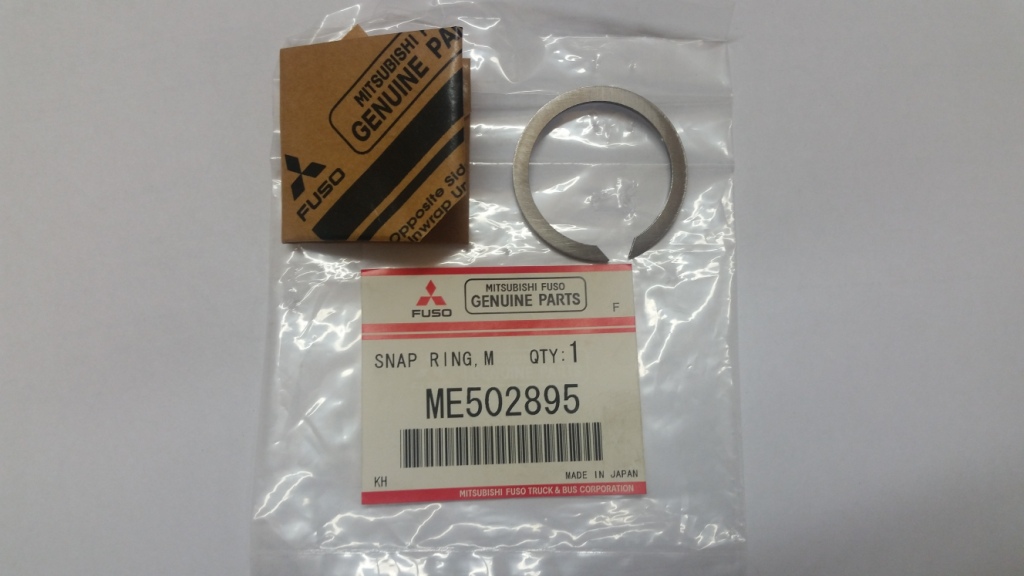 MITSUBISHI
GENUINE PA
FUSO
Opposite Sid
Unwrap Un
FUSO
MITSUBISHI FUSO
GENUINE PARTS
F
SNAP RING, M QTY:1
ME502895
KH
MADE IN JAPAN
MITSUBISHI FUSO TRUCK & BUS CORPORATION